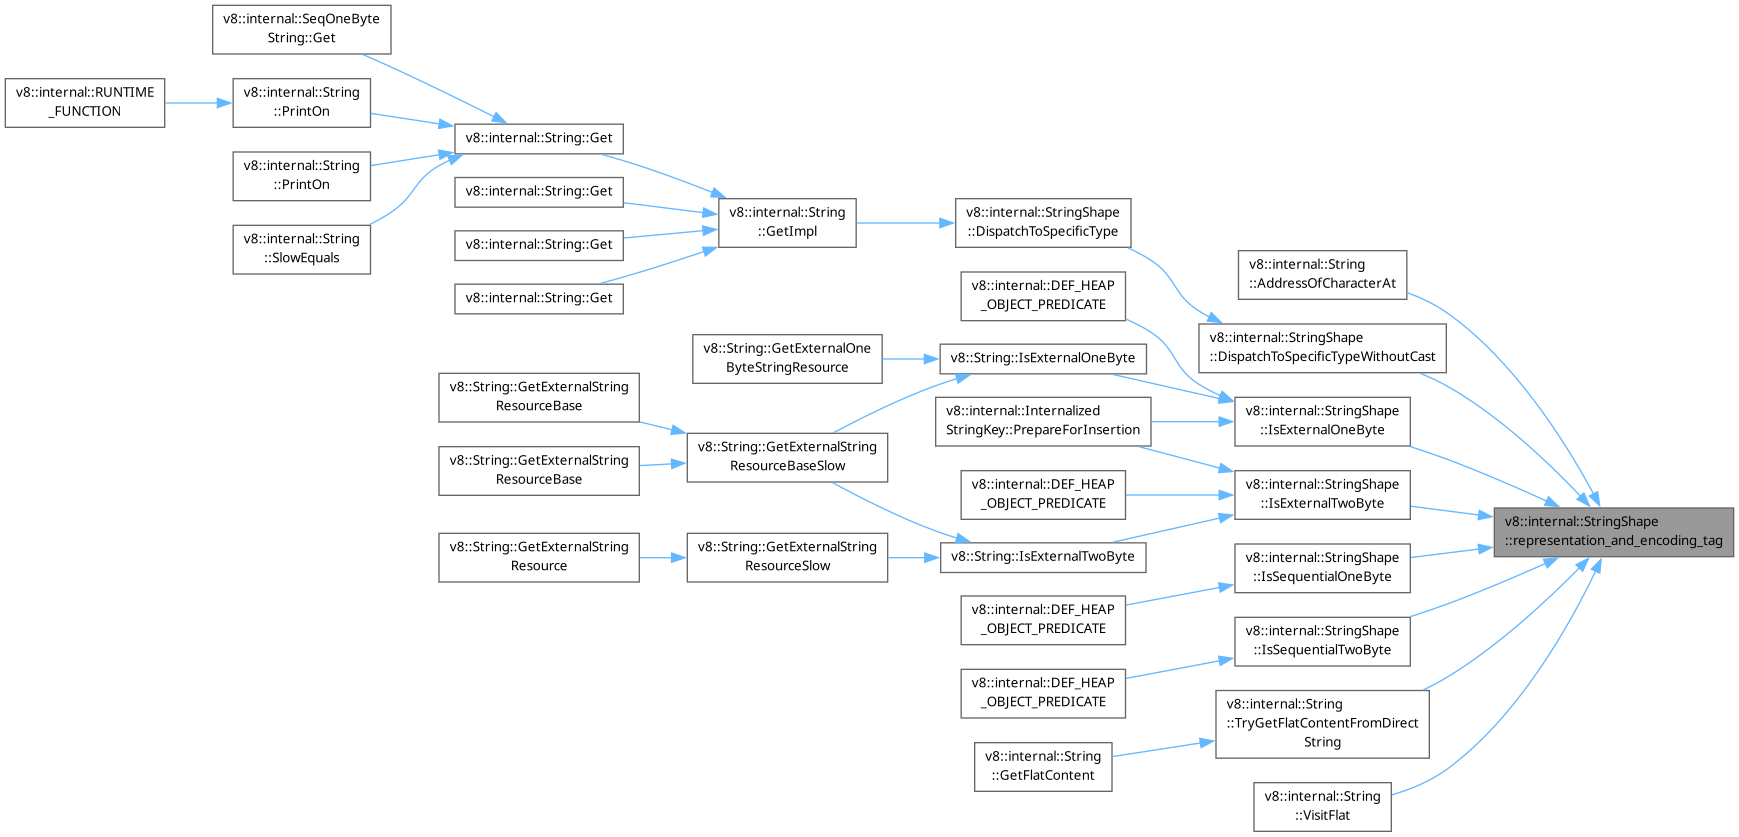 v8::internal::SeqOneByte
String::Get
v8::internal::RUNTIME
_FUNCTION
v8::internal::String
::PrintOn
v8::internal::String::Get
v8::internal::String
::PrintOn
v8::internal::String::Get
v8::internal::String
::GetImpl
v8::internal::StringShape
::DispatchToSpecificType
v8::internal::String
::SlowEquals
v8::internal::String::Get
v8::internal::String::Get
v8::internal::String
::AddressOfCharacterAt
v8::internal::DEF_HEAP
_OBJECT_PREDICATE
v8::internal::StringShape
::DispatchToSpecificTypeWithoutCast
v8::String::GetExternalOne
ByteStringResource
v8::String::IsExternalOneByte
v8::String::GetExternalString
ResourceBase
v8::internal::Internalized
StringKey::PrepareForInsertion
v8::internal::StringShape
::IsExternalOneByte
v8::String::GetExternalString
ResourceBaseSlow
v8::String::GetExternalString
ResourceBase
v8::internal::DEF_HEAP
_OBJECT_PREDICATE
v8::internal::StringShape
::IsExternalTwoByte
v8::internal::StringShape
::representation_and_encoding_tag
v8::String::GetExternalString
Resource
v8::String::GetExternalString
ResourceSlow
v8::String::IsExternalTwoByte
v8::internal::StringShape
::IsSequentialOneByte
v8::internal::DEF_HEAP
_OBJECT_PREDICATE
v8::internal::StringShape
::IsSequentialTwoByte
v8::internal::DEF_HEAP
_OBJECT_PREDICATE
v8::internal::String
::TryGetFlatContentFromDirect
String
v8::internal::String
::GetFlatContent
v8::internal::String
::VisitFlat